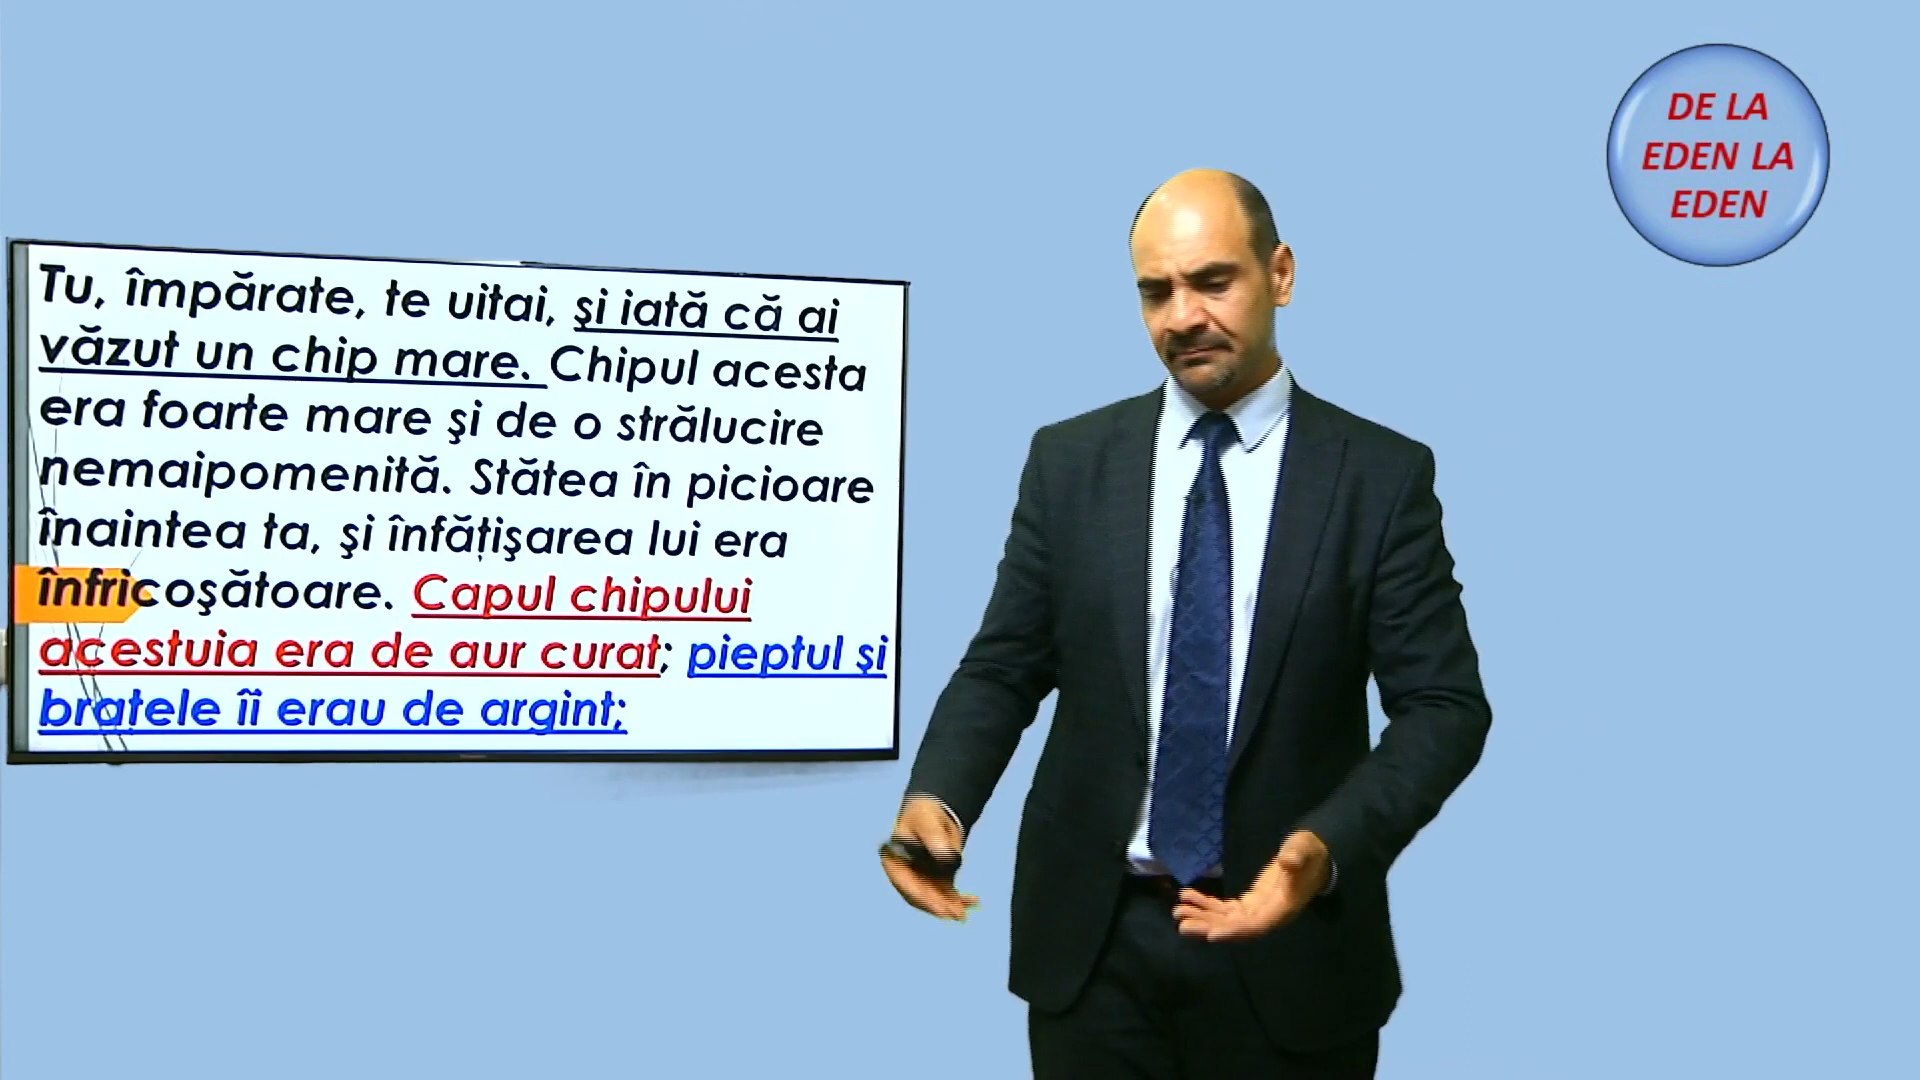 Tu, împărate, te uitai, şi iată că ai
văzut un chip mare. Chipul acesta
era foarte mare şi de o strălucire
nemaipomenită. Stătea în picioare
înaintea ta, şi înfățişarea lui era
înfricoşătoare. Capul chipului
acestuia era de aur curat; pieptul şi
brațele îi erau de argint;
DE LA
EDEN LA
EDEN